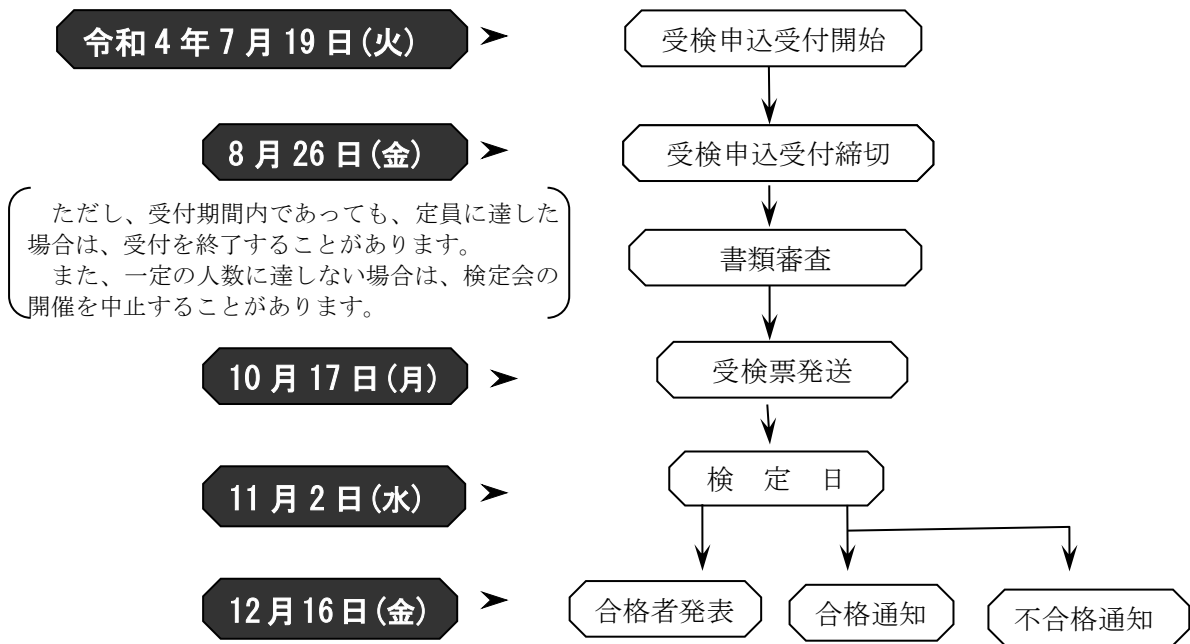 令和4年7月19日(火)
受検申込受付開始
8月26日(金)
受検申込受付締切
ただし、受付期間内であっても、定員に達した
場合は、受付を終了することがあります。
また、一定の人数に達しない場合は、検定会の
開催を中止することがあります。
書類審査
10月17日(月)
受検票発送
11月2日(水)
検　定　日
12月16日(金)
合格者発表
合格通知
不合格通知